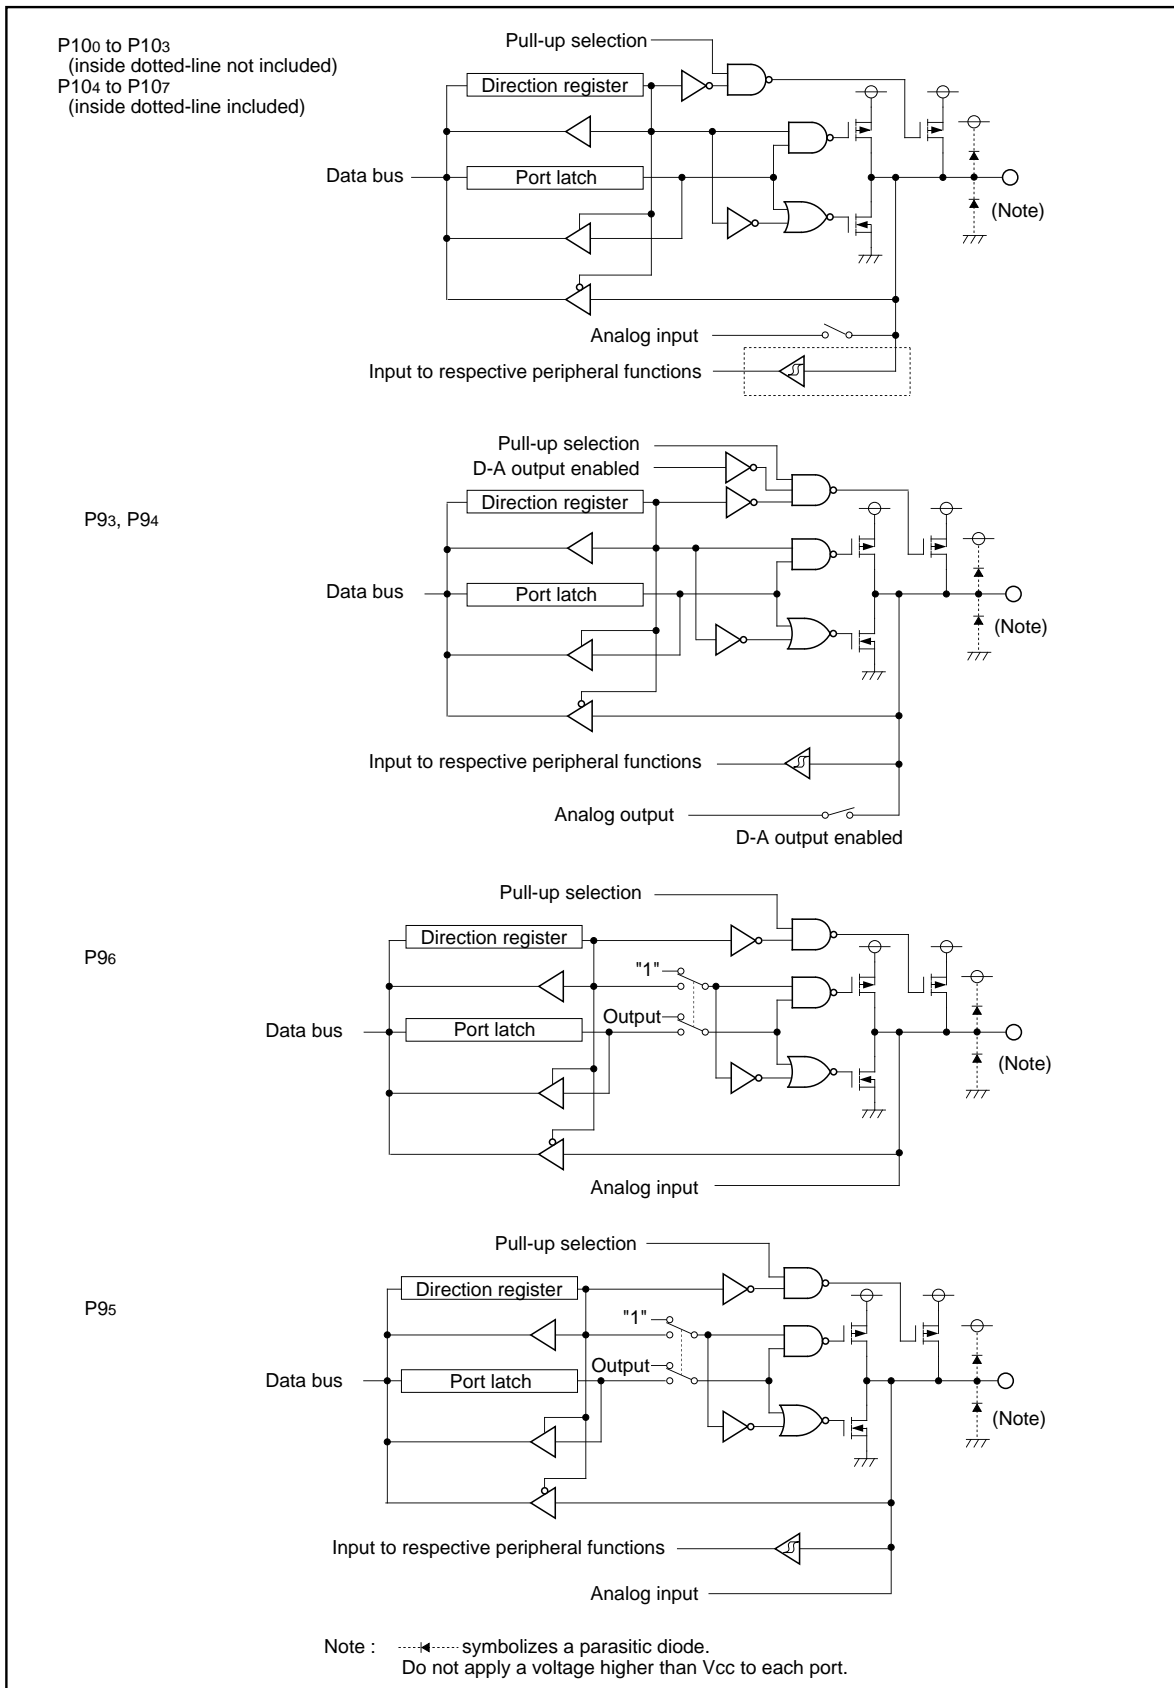 P100 to P103
(inside dotted-line not included)
P104 to P107
(inside dotted-line included)
Pull-up selection
Direction register
Data bus
Port latch
(Note)
Analog input
Input to respective peripheral functions
P93, P94
Pull-up selection
D-A output enabled
Direction register
Data bus
Port latch
(Note)
Input to respective peripheral functions
Analog output
D-A output enabled
P96
Pull-up selection
Direction register
"1"
Output
Data bus
Port latch
(Note)
Analog input
P95
Pull-up selection
Direction register
"1"
Output
Data bus
Port latch
(Note)
Input to respective peripheral functions
Analog input
Note : symbolizes a parasitic diode.
Do not apply a voltage higher than Vcc to each port.